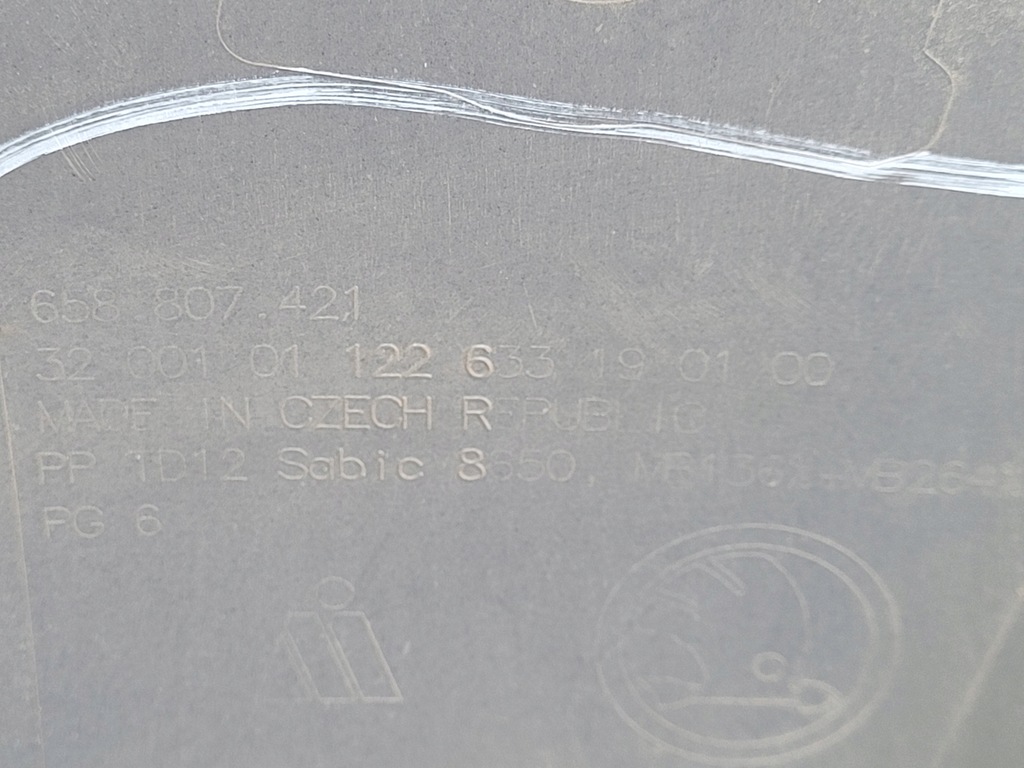 658 807 421
32 001 01 122 633 19 01 00
MADE IN CZECH REPUBLIC
PP 1D12 Sabic 8650,
PG 6